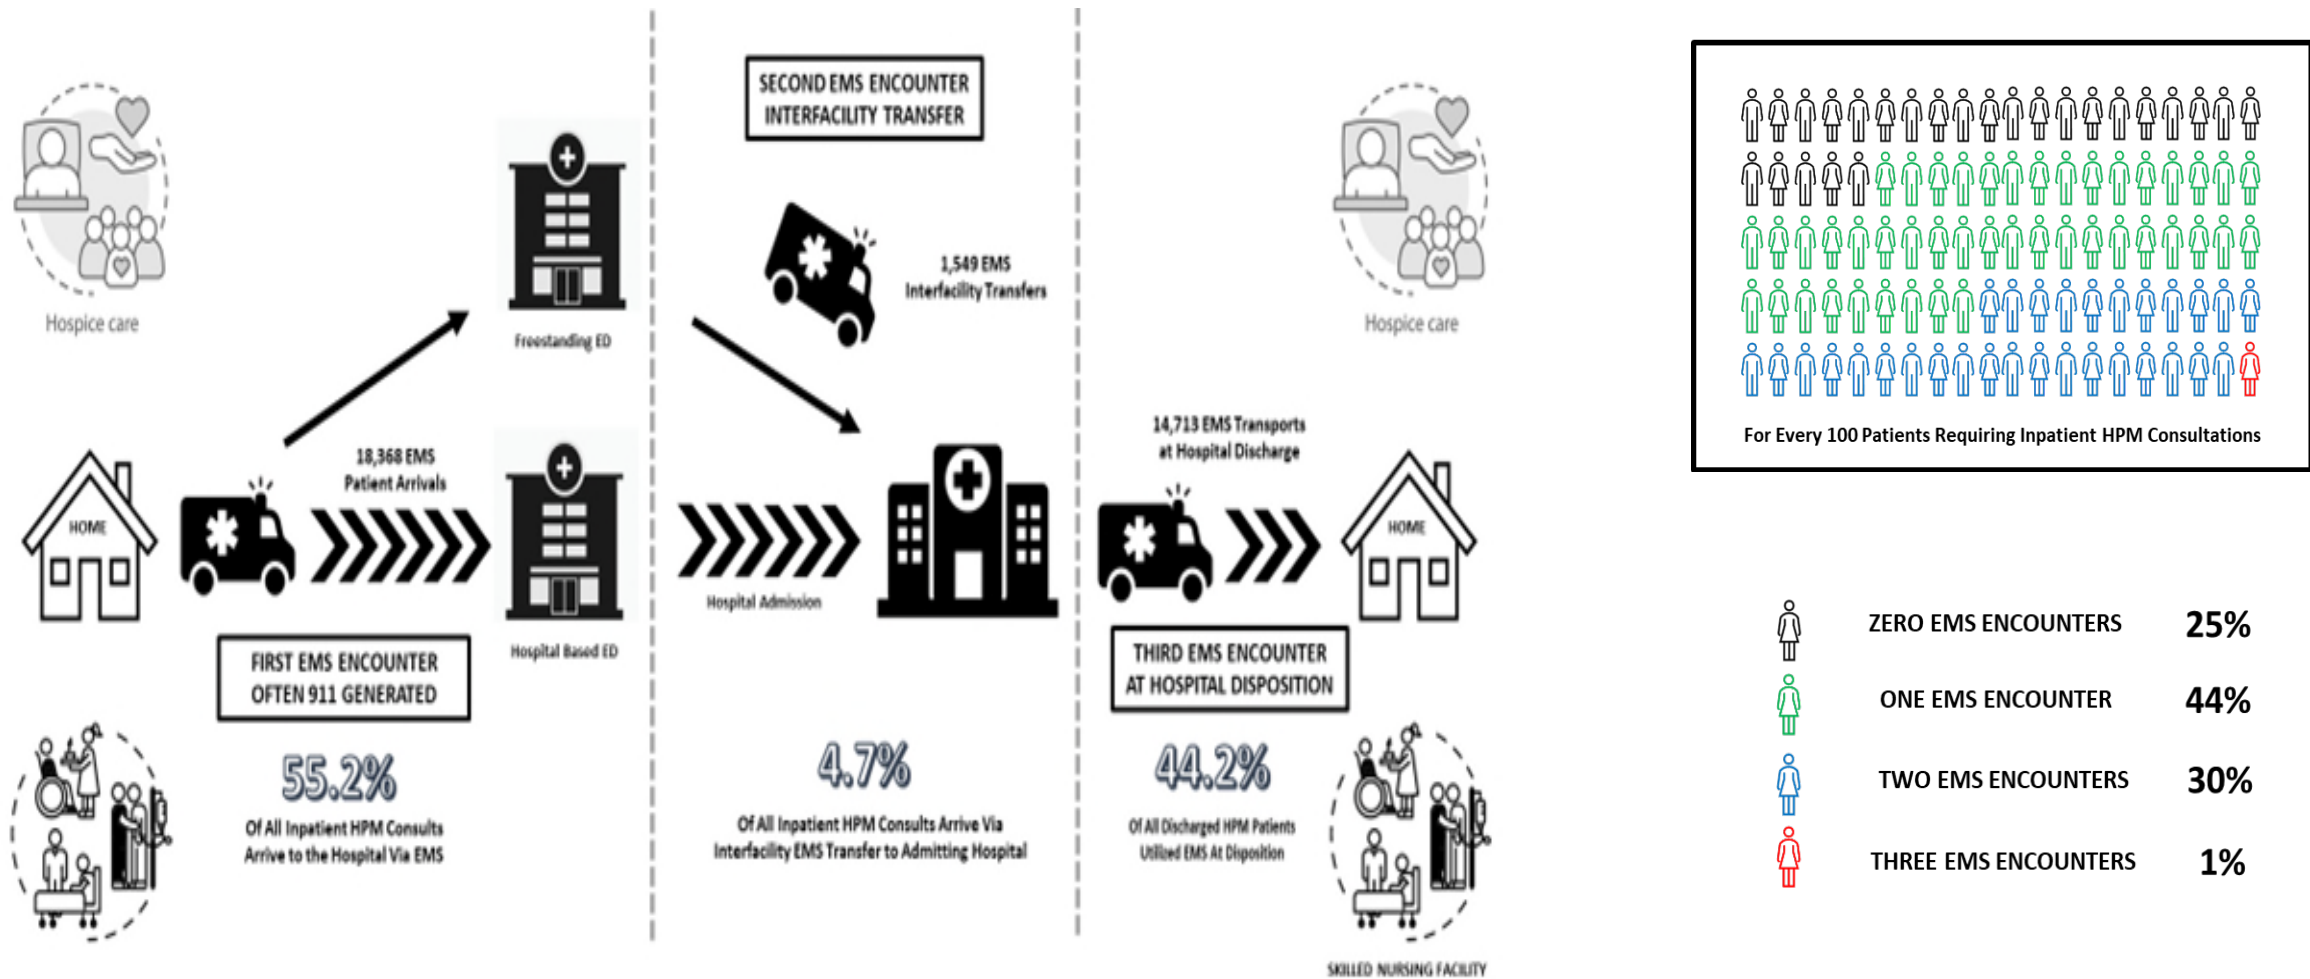 Hospice care
HOME
18,368 EMS
Patient Arrivals
FIRST EMS ENCOUNTER
OFTEN 911 GENERATED
55.2%
Of All Inpatient HPM Consults
Arrive to the Hospital Via EMS
Freestanding ED
Hospital Based ED
SECOND EMS ENCOUNTER
INTERFACILITY TRANSFER
1,549 EMS
Interfacility Transfers
Hospital Admission
4.7%
Of All Inpatient HPM Consults Arrive Via
Interfacility EMS Transfer to Admitting Hospital
Hospice care
14,713 EMS Transports
at Hospital Discharge
HOME
THIRD EMS ENCOUNTER
AT HOSPITAL DISPOSITION
44.2%
Of All Discharged HPM Patients
Utilized EMS At Disposition
SKILLED NURSING FACILITY
For Every 100 Patients Requiring Inpatient HPM Consultations
ZERO EMS ENCOUNTERS 25%
ONE EMS ENCOUNTER 44%
TWO EMS ENCOUNTERS 30%
THREE EMS ENCOUNTERS 1%